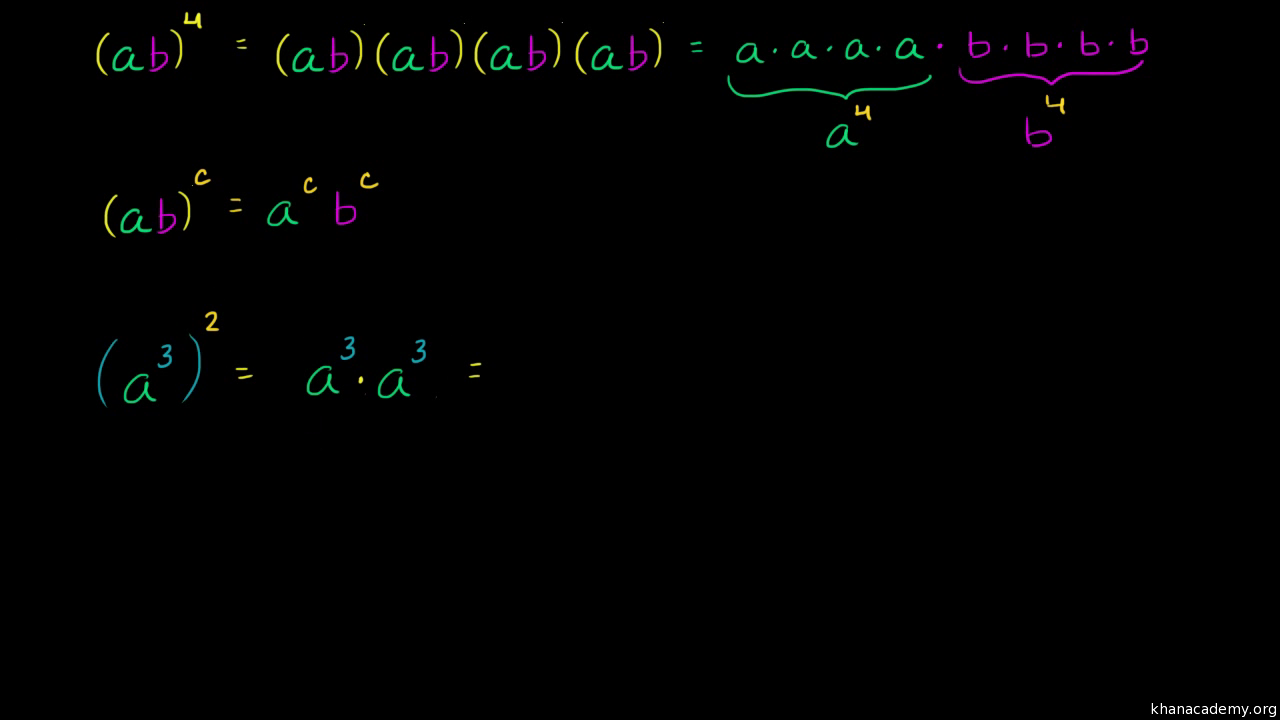 (ab)⁴ = (ab)(ab)(ab)(ab) = a · a · a · a · b · b · b · b
a⁴ b⁴
(ab)ᶜ = aᶜ bᶜ
(a³)² = a³ · a³ =
khanacademy.org